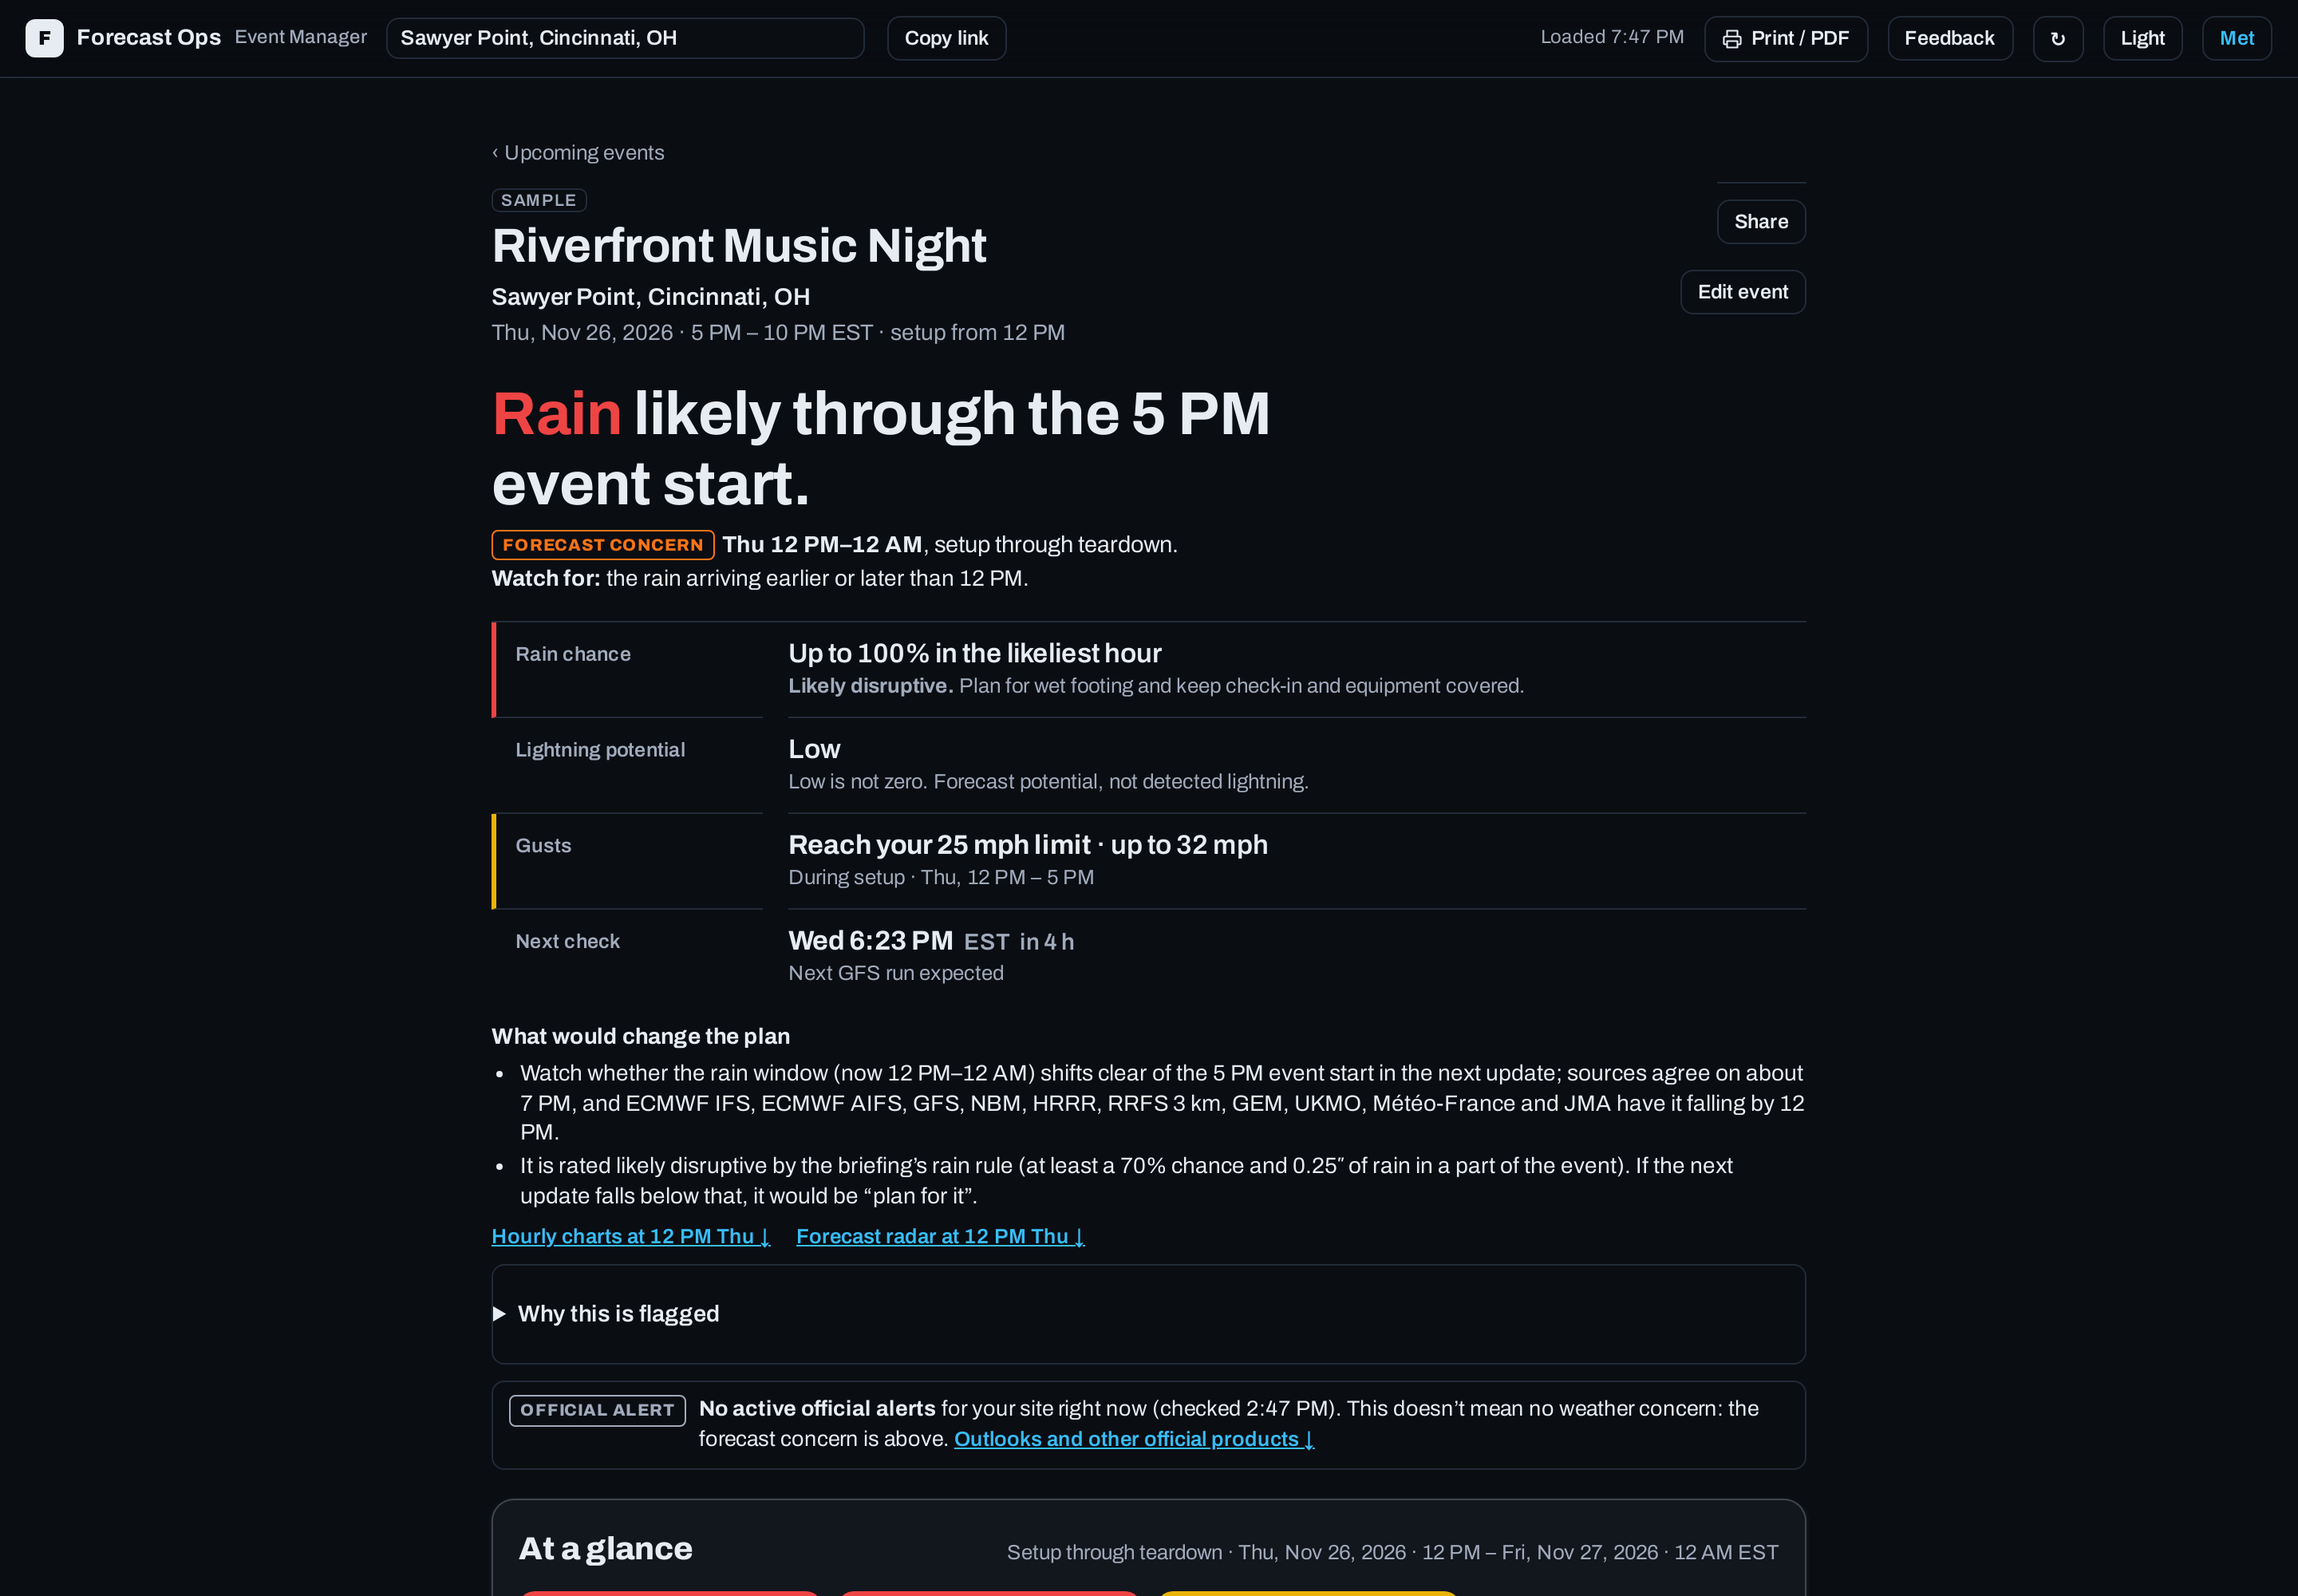 F Forecast Ops Event Manager Sawyer Point, Cincinnati, OH Copy link Loaded 7:47 PM Print / PDF Feedback ↻ Light Met
‹ Upcoming events
SAMPLE
Riverfront Music Night
Sawyer Point, Cincinnati, OH
Thu, Nov 26, 2026 · 5 PM – 10 PM EST · setup from 12 PM
Share
Edit event
Rain likely through the 5 PM
event start.
FORECAST CONCERN Thu 12 PM–12 AM, setup through teardown.
Watch for: the rain arriving earlier or later than 12 PM.
Rain chance
Up to 100% in the likeliest hour
Likely disruptive. Plan for wet footing and keep check-in and equipment covered.
Lightning potential
Low
Low is not zero. Forecast potential, not detected lightning.
Gusts
Reach your 25 mph limit · up to 32 mph
During setup · Thu, 12 PM – 5 PM
Next check
Wed 6:23 PM EST in 4 h
Next GFS run expected
What would change the plan
• Watch whether the rain window (now 12 PM–12 AM) shifts clear of the 5 PM event start in the next update; sources agree on about
7 PM, and ECMWF IFS, ECMWF AIFS, GFS, NBM, HRRR, RRFS 3 km, GEM, UKMO, Météo-France and JMA have it falling by 12
PM.
• It is rated likely disruptive by the briefing’s rain rule (at least a 70% chance and 0.25″ of rain in a part of the event). If the next
update falls below that, it would be “plan for it”.
Hourly charts at 12 PM Thu ↓ Forecast radar at 12 PM Thu ↓
▶ Why this is flagged
OFFICIAL ALERT No active official alerts for your site right now (checked 2:47 PM). This doesn’t mean no weather concern: the
forecast concern is above. Outlooks and other official products ↓
At a glance
Setup through teardown · Thu, Nov 26, 2026 · 12 PM – Fri, Nov 27, 2026 · 12 AM EST